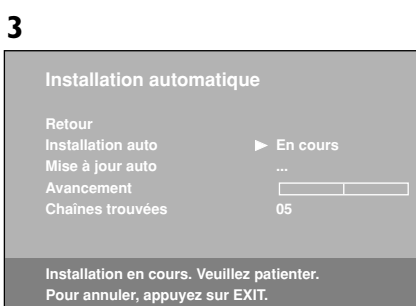 3
Installation automatique
Retour
Installation auto ▶ En cours
Mise à jour auto ...
Avancement
Chaînes trouvées 05
Installation en cours. Veuillez patienter.
Pour annuler, appuyez sur EXIT.